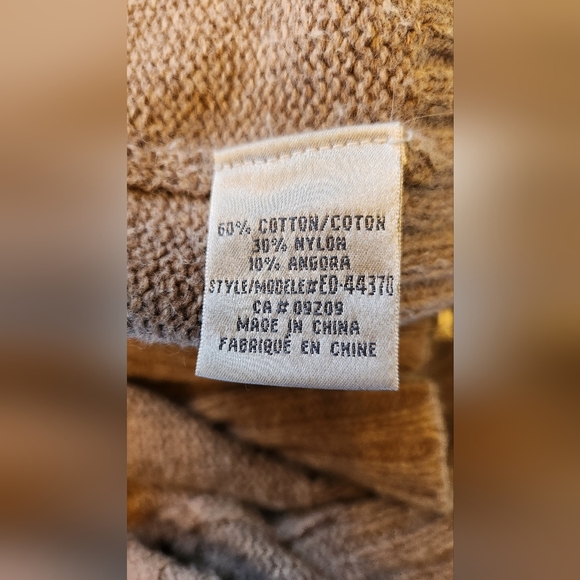 60% COTTON/COTON
30% NYLON
10% ANGORA
STYLE/MODELE#ED-44370
CA # 09209
MADE IN CHINA
FABRIQUÉ EN CHINE